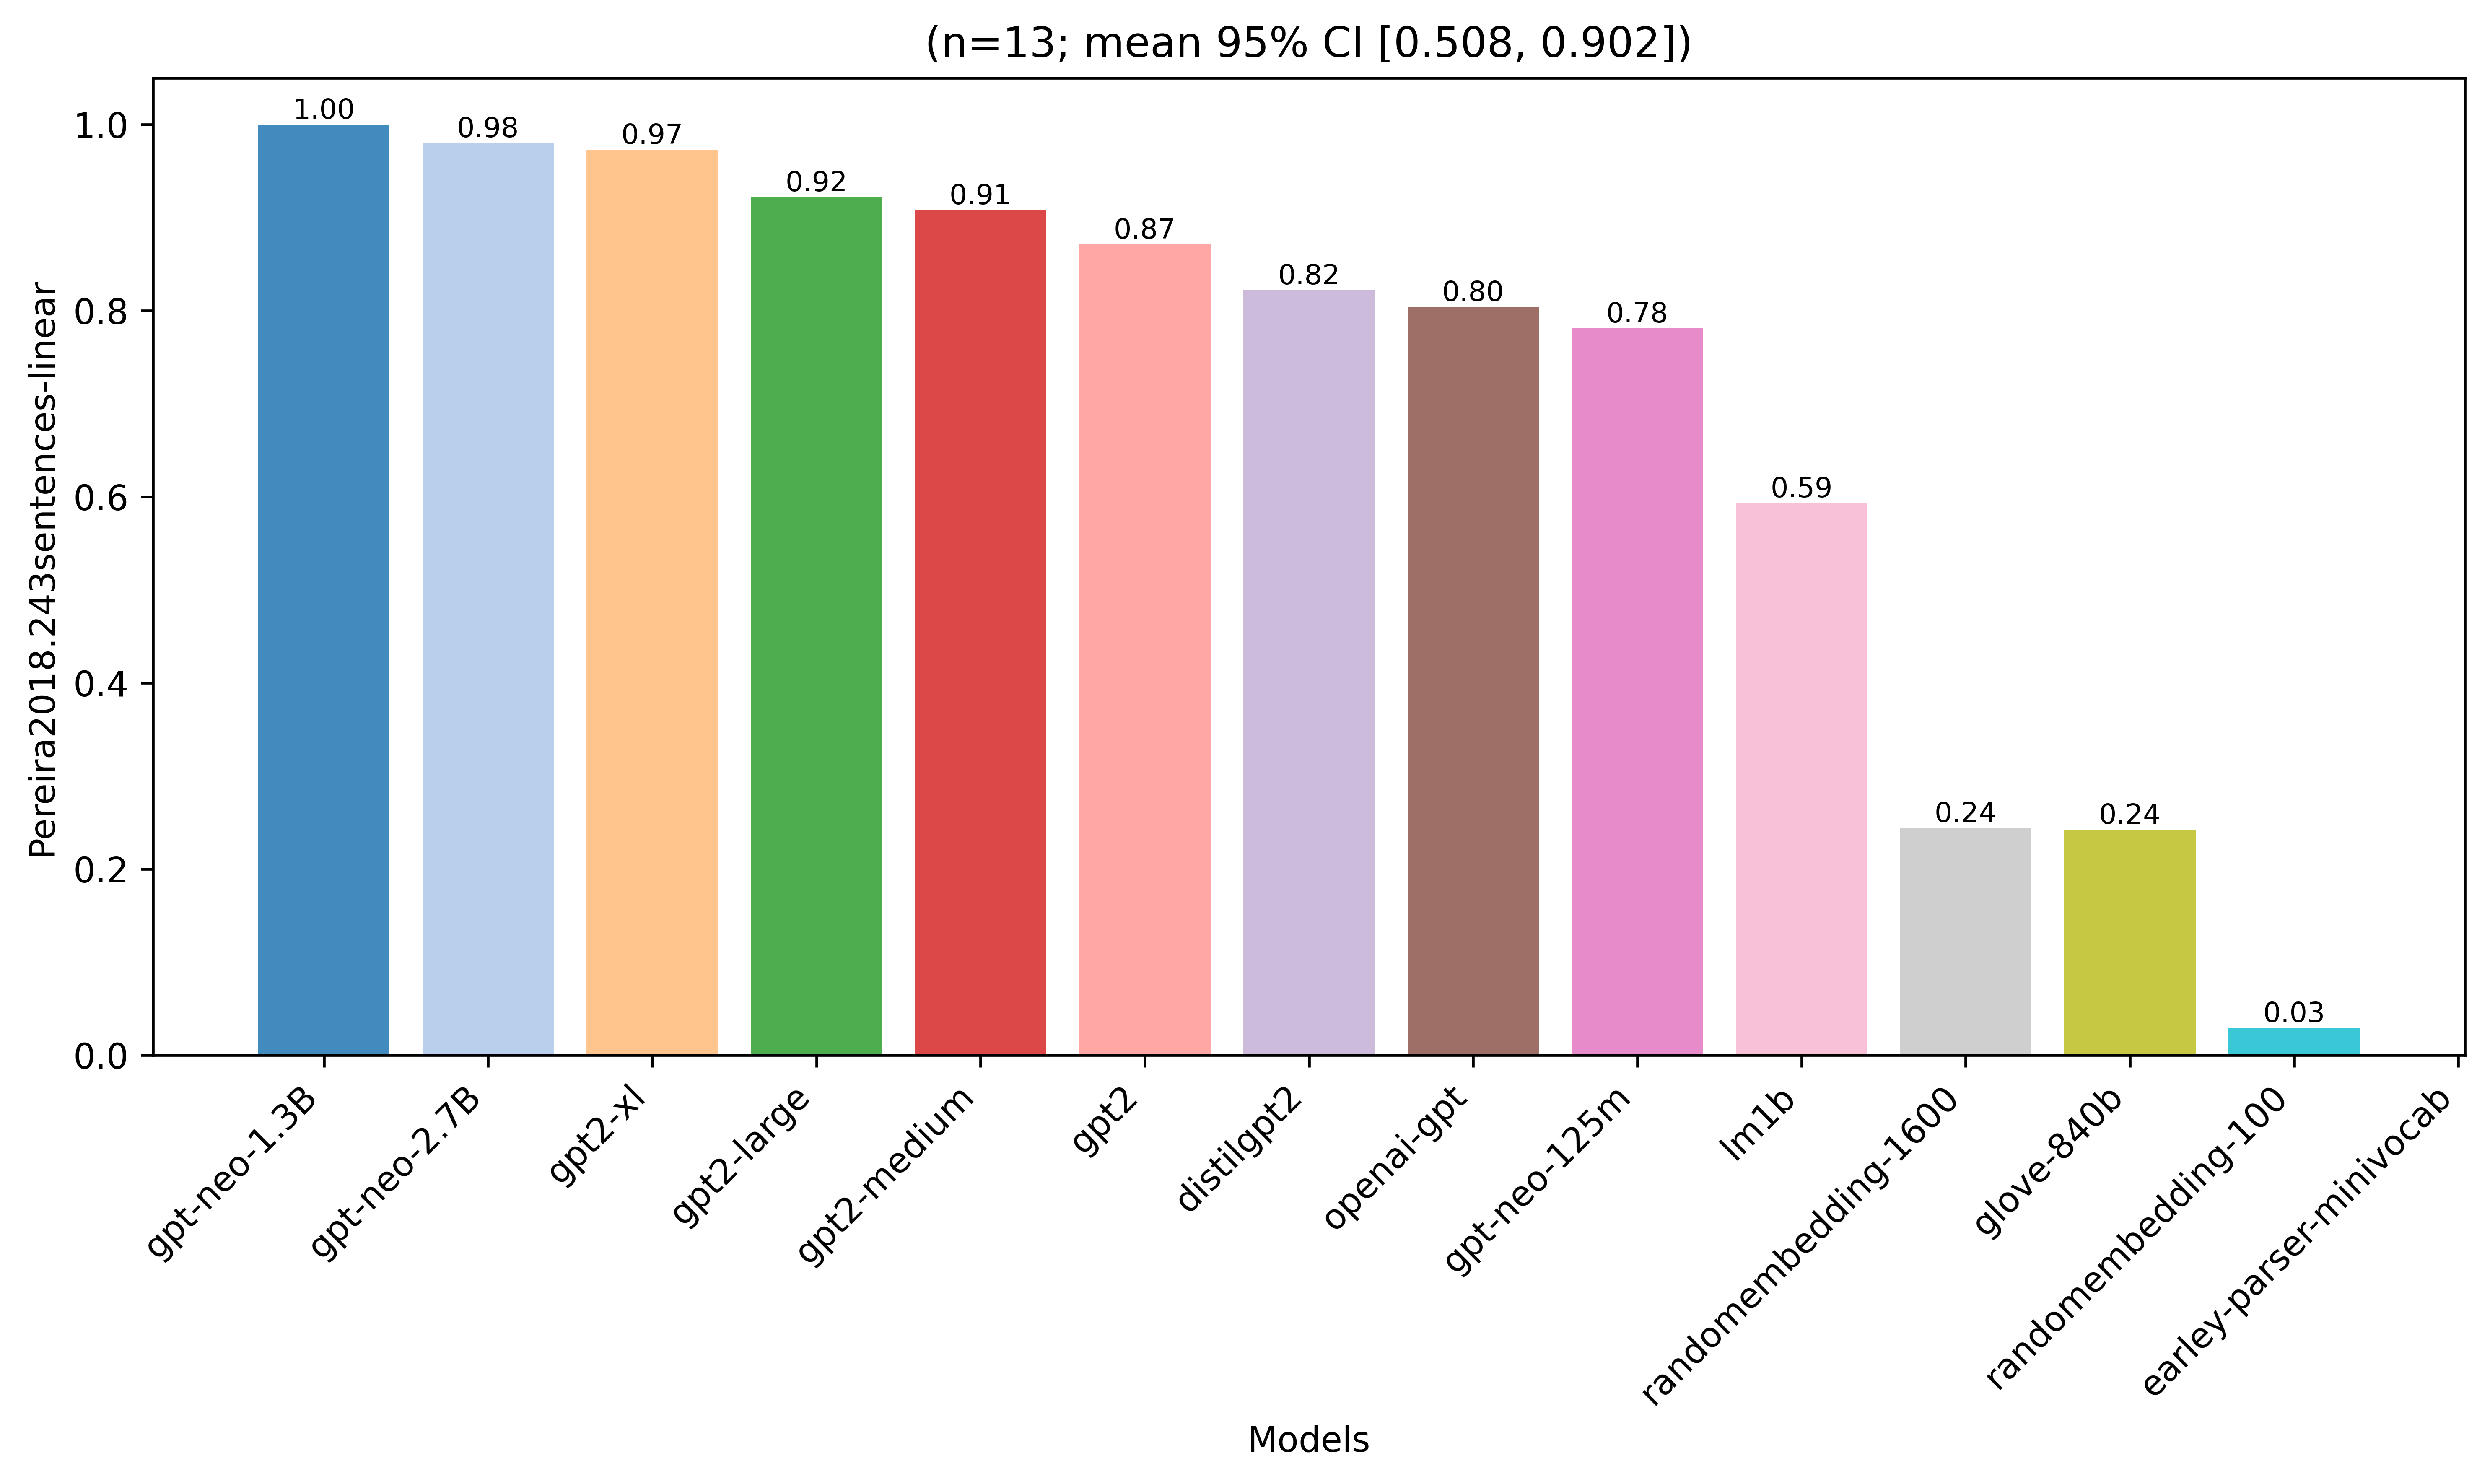 (n=13; mean 95% CI [0.508, 0.902])
Pereira2018.243sentences-linear
1.0
0.8
0.6
0.4
0.2
0.0
1.00
0.98
0.97
0.92
0.91
0.87
0.82
0.80
0.78
0.59
0.24
0.24
0.03
gpt-neo-1.3B
gpt-neo-2.7B
gpt2-xl
gpt2-large
gpt2-medium
gpt2
distilgpt2
openai-gpt
gpt-neo-125m
lm1b
randomembedding-1600
glove-840b
randomembedding-100
earley-parser-minivocab
Models